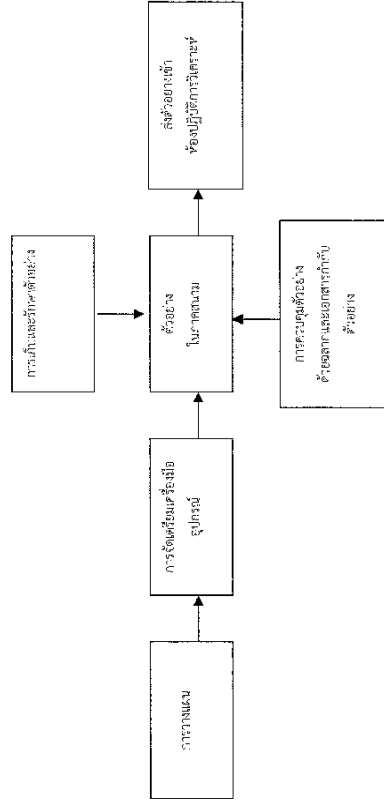 การวางแผน
การจัดเตรียมเครื่องมือ
อุปกรณ์
การเก็บและรักษาตัวอย่าง
ตัวอย่าง
ในภาคสนาม
การควบคุมตัวอย่าง
ด้วยฉลากและเอกสารกำกับ
ตัวอย่าง
ส่งตัวอย่างเข้า
ห้องปฏิบัติการวิเคราะห์